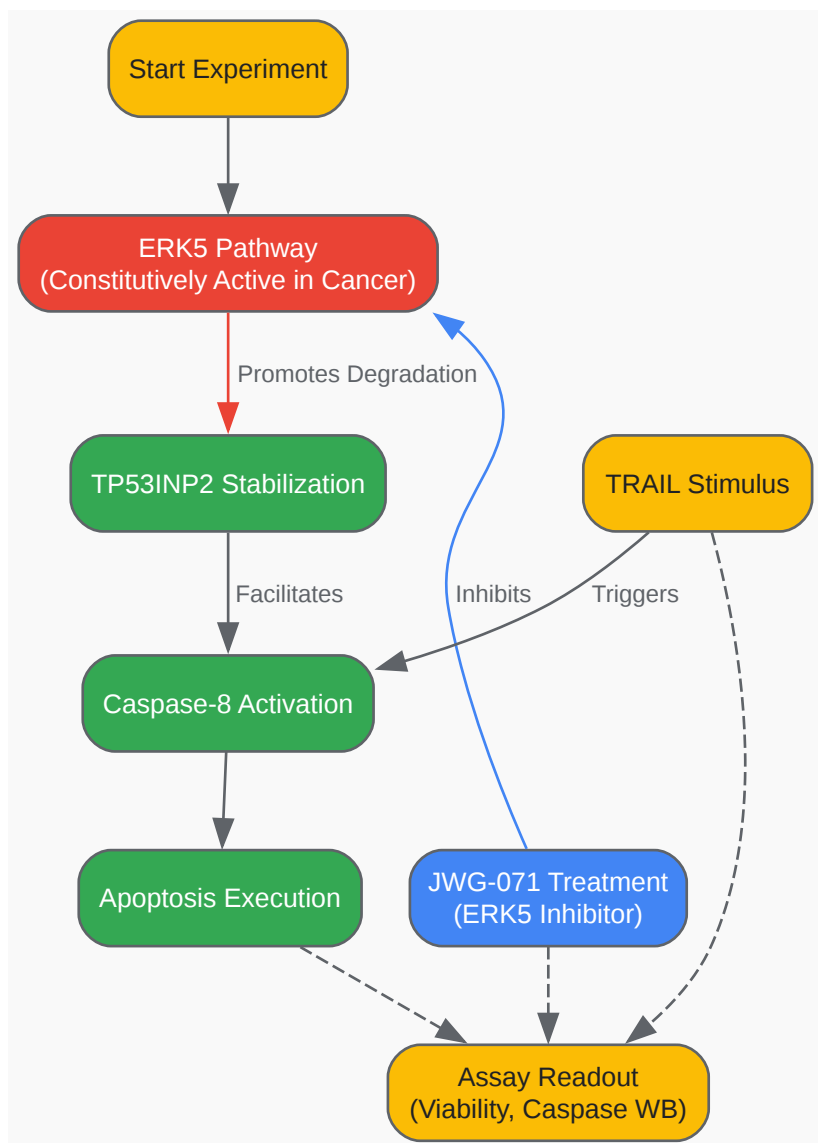 Start Experiment
ERK5 Pathway
(Constitutively Active in Cancer)
Promotes Degradation
TP53INP2 Stabilization
TRAIL Stimulus
Facilitates
Inhibits
Triggers
Caspase-8 Activation
Apoptosis Execution
JWG-071 Treatment
(ERK5 Inhibitor)
Assay Readout
(Viability, Caspase WB)